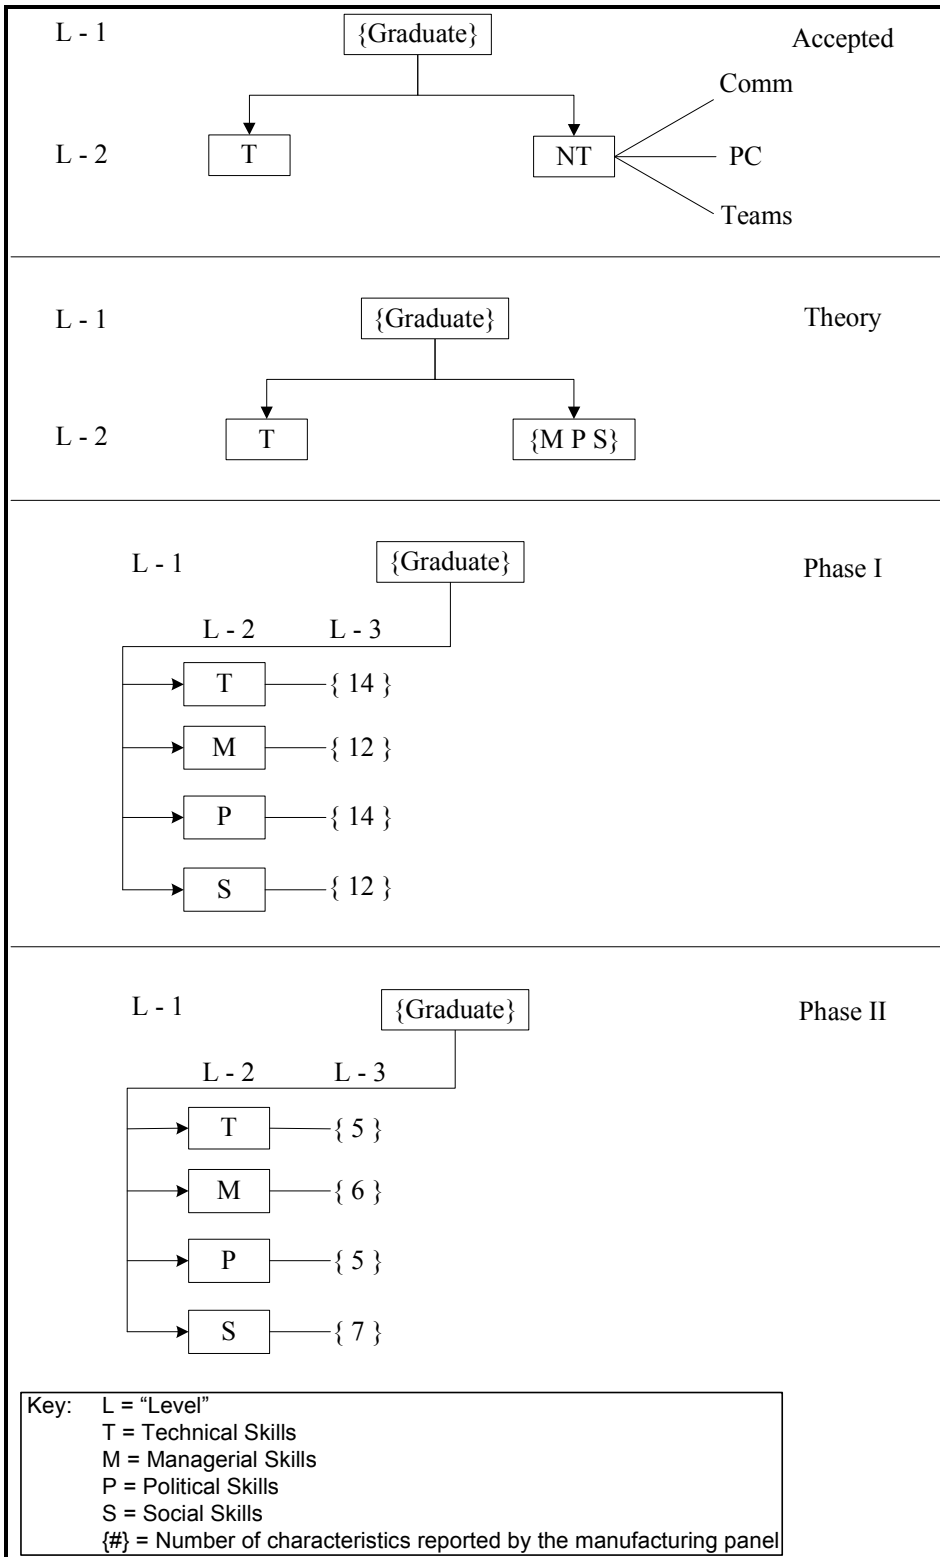 L - 1
{Graduate}
Accepted
Comm
L - 2
T
NT
PC
Teams
L - 1
{Graduate}
Theory
L - 2
T
{M P S}
L - 1
{Graduate}
Phase I
L - 2 L - 3
T { 14 }
M { 12 }
P { 14 }
S { 12 }
L - 1
{Graduate}
Phase II
L - 2 L - 3
T { 5 }
M { 6 }
P { 5 }
S { 7 }
Key: L = “Level”
T = Technical Skills
M = Managerial Skills
P = Political Skills
S = Social Skills
{#} = Number of characteristics reported by the manufacturing panel